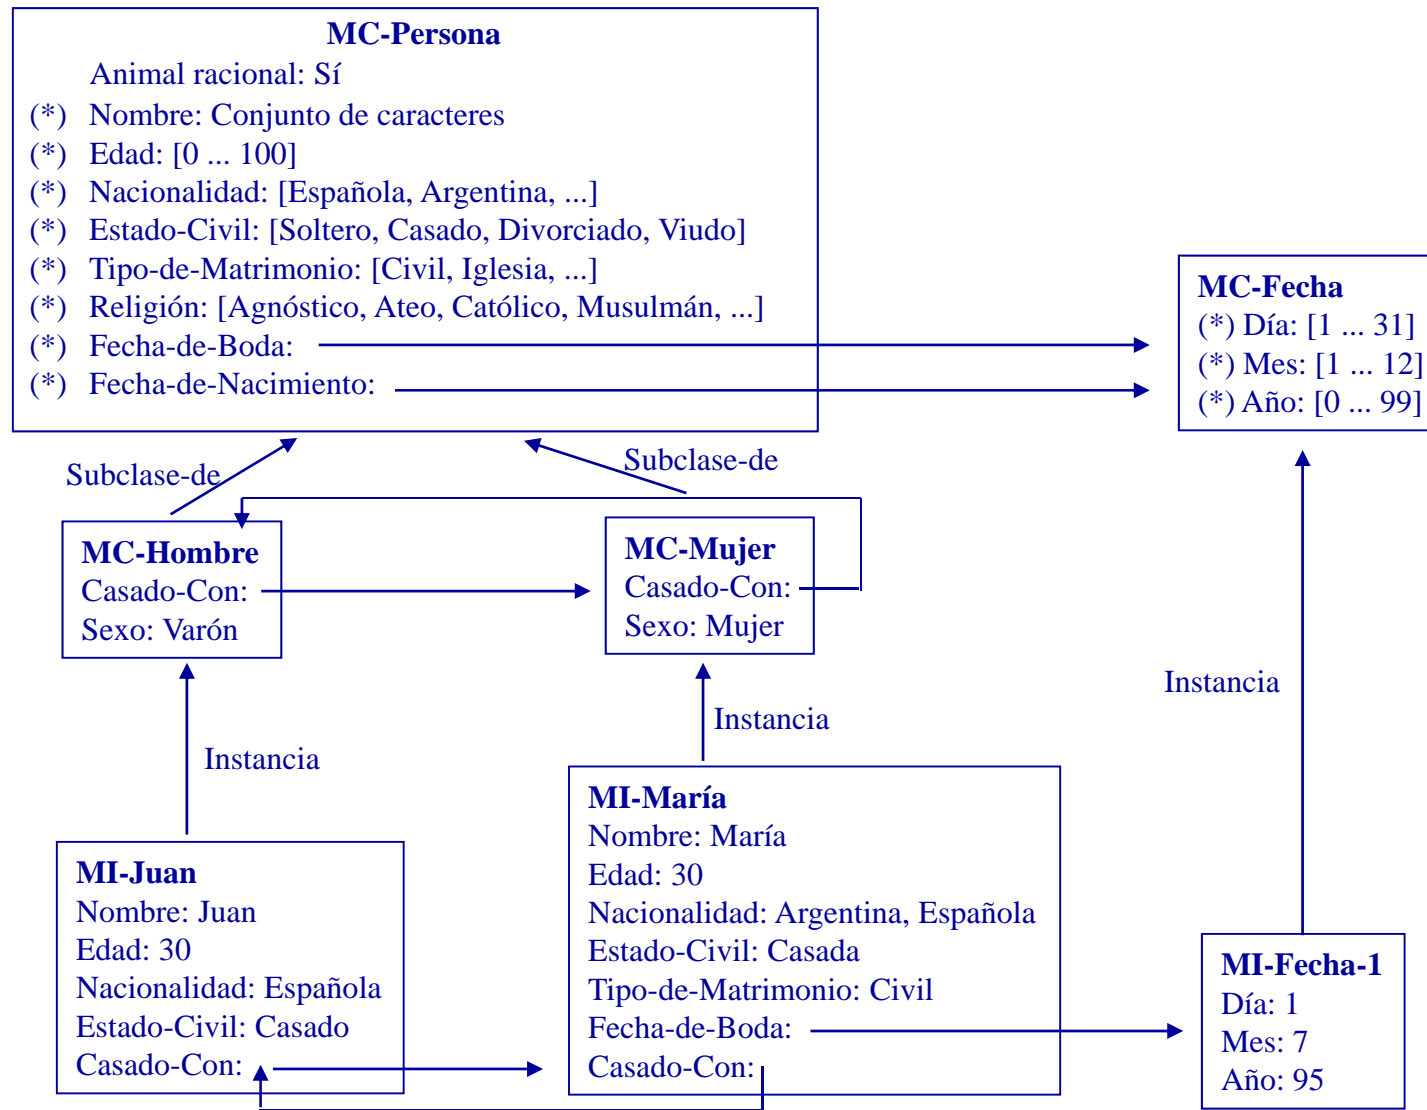 MC-Persona
Animal racional: Sí
(*) Nombre: Conjunto de caracteres
(*) Edad: [0 ... 100]
(*) Nacionalidad: [Española, Argentina, ...]
(*) Estado-Civil: [Soltero, Casado, Divorciado, Viudo]
(*) Tipo-de-Matrimonio: [Civil, Iglesia, ...]
(*) Religión: [Agnóstico, Ateo, Católico, Musulmán, ...]
(*) Fecha-de-Boda:
(*) Fecha-de-Nacimiento:
MC-Fecha
(*) Día: [1 ... 31]
(*) Mes: [1 ... 12]
(*) Año: [0 ... 99]
Subclase-de
Subclase-de
MC-Hombre
Casado-Con:
Sexo: Varón
MC-Mujer
Casado-Con:
Sexo: Mujer
Instancia
Instancia
Instancia
MI-Juan
Nombre: Juan
Edad: 30
Nacionalidad: Española
Estado-Civil: Casado
Casado-Con:
MI-María
Nombre: María
Edad: 30
Nacionalidad: Argentina, Española
Estado-Civil: Casada
Tipo-de-Matrimonio: Civil
Fecha-de-Boda:
Casado-Con:
MI-Fecha-1
Día: 1
Mes: 7
Año: 95